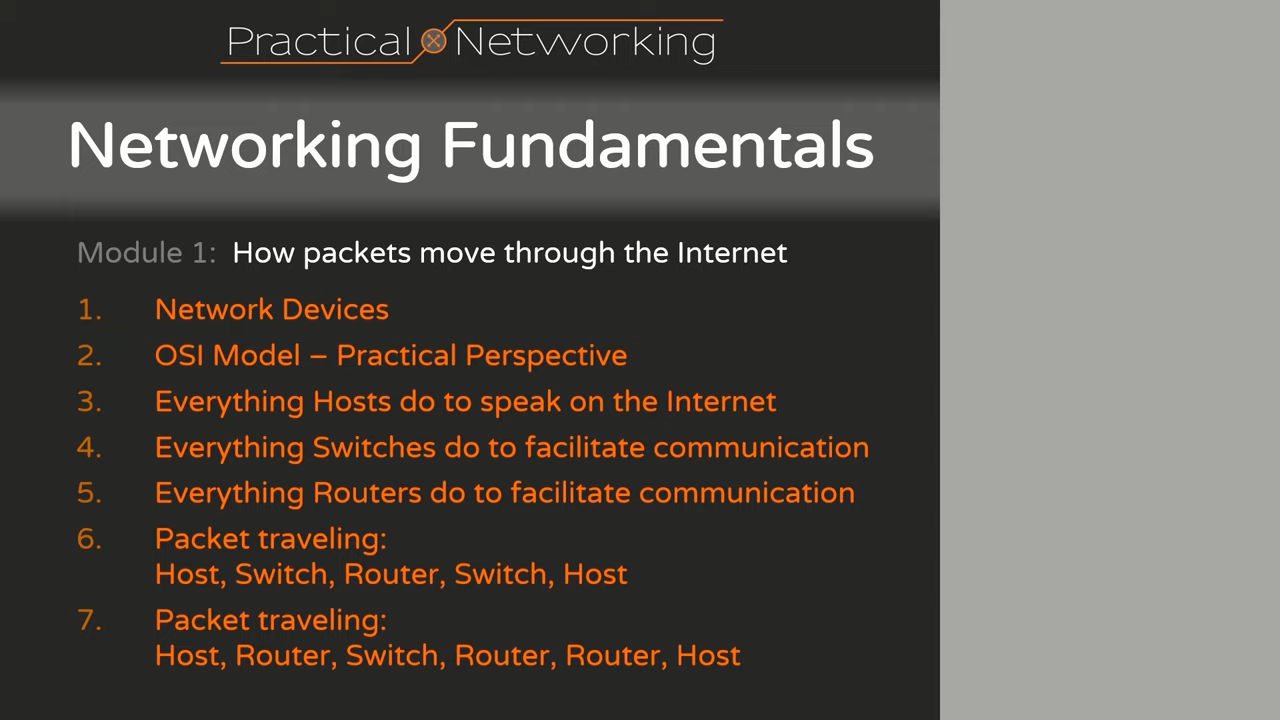 Practical Networking
Networking Fundamentals
Module 1: How packets move through the Internet
1. Network Devices
2. OSI Model – Practical Perspective
3. Everything Hosts do to speak on the Internet
4. Everything Switches do to facilitate communication
5. Everything Routers do to facilitate communication
6. Packet traveling:
Host, Switch, Router, Switch, Host
7. Packet traveling:
Host, Router, Switch, Router, Router, Host